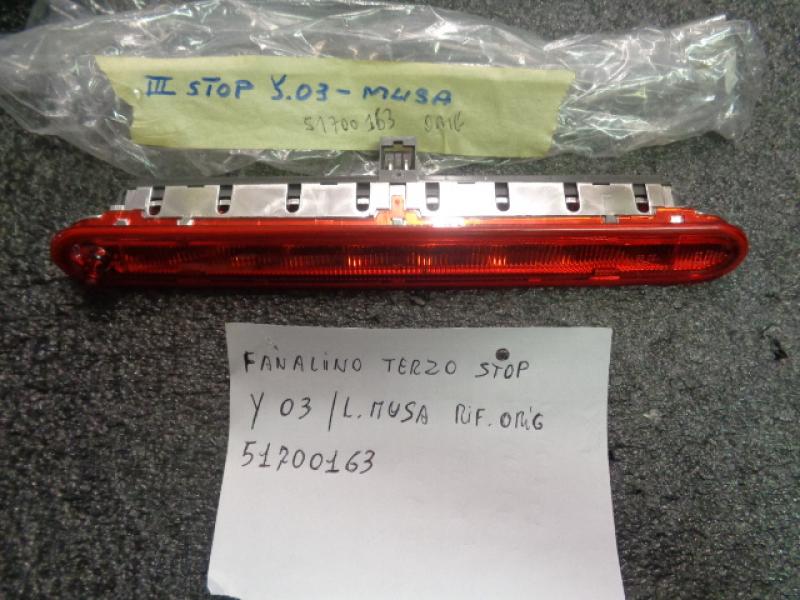 III STOP Y.03 - MUSA
51700163 ORIG
FANALINO TERZO STOP
Y 03 / L. MUSA RIF. ORIG
51700163